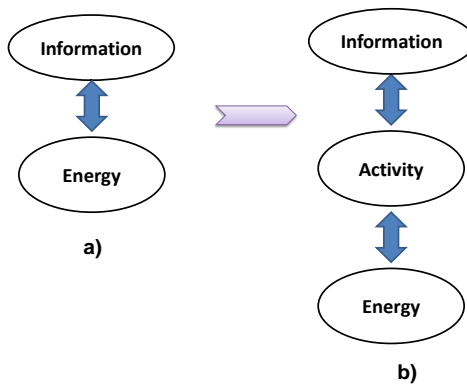 Information
Energy
a)
Information
Activity
Energy
b)